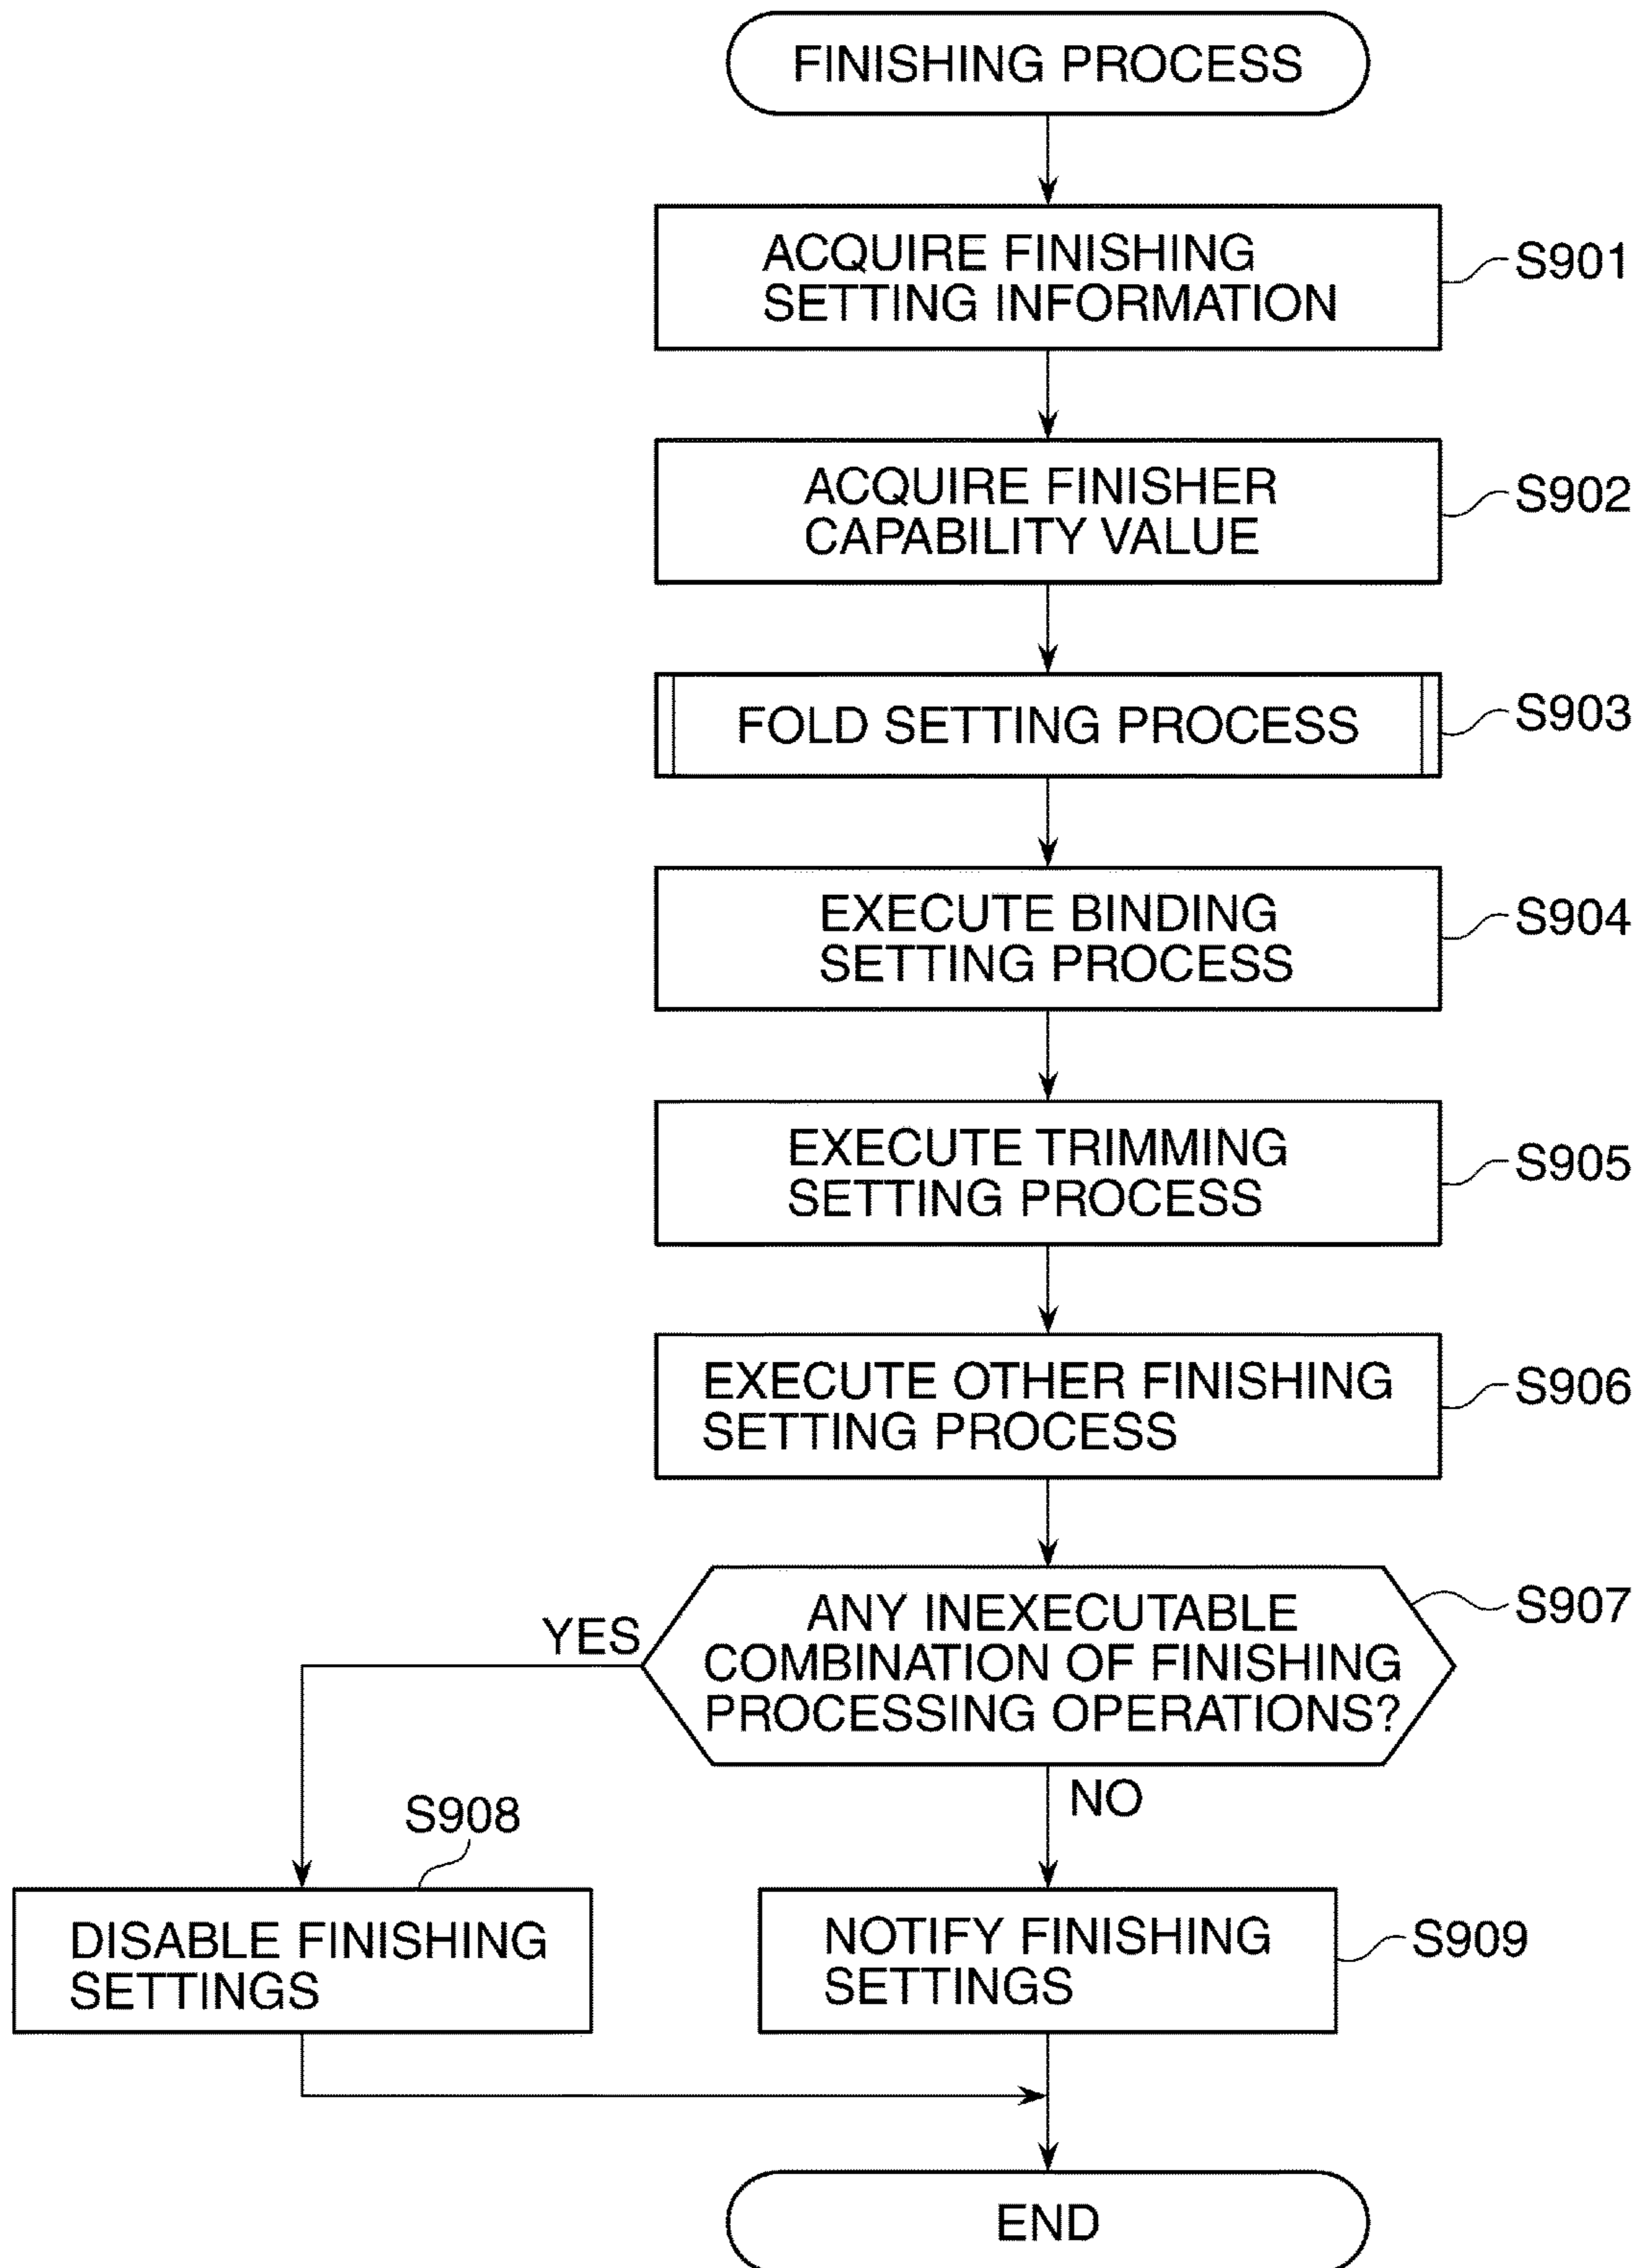 FINISHING PROCESS
ACQUIRE FINISHING
SETTING INFORMATION
S901
ACQUIRE FINISHER
CAPABILITY VALUE
S902
FOLD SETTING PROCESS
S903
EXECUTE BINDING
SETTING PROCESS
S904
EXECUTE TRIMMING
SETTING PROCESS
S905
EXECUTE OTHER FINISHING
SETTING PROCESS
S906
ANY INEXECUTABLE
COMBINATION OF FINISHING
PROCESSING OPERATIONS?
S907
YES
NO
S908
DISABLE FINISHING
SETTINGS
NOTIFY FINISHING
SETTINGS
S909
END